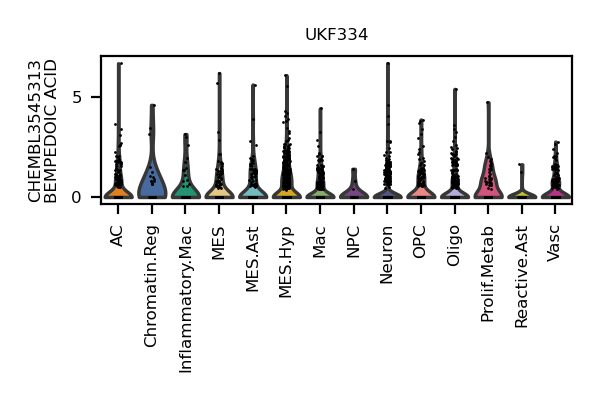 UKF334
CHEMBL3545313
BEMPEDOIC ACID
5
0
AC
Chromatin.Reg
Inflammatory.Mac
MES
MES.Ast
MES.Hyp
Mac
NPC
Neuron
OPC
Oligo
Prolif.Metab
Reactive.Ast
Vasc